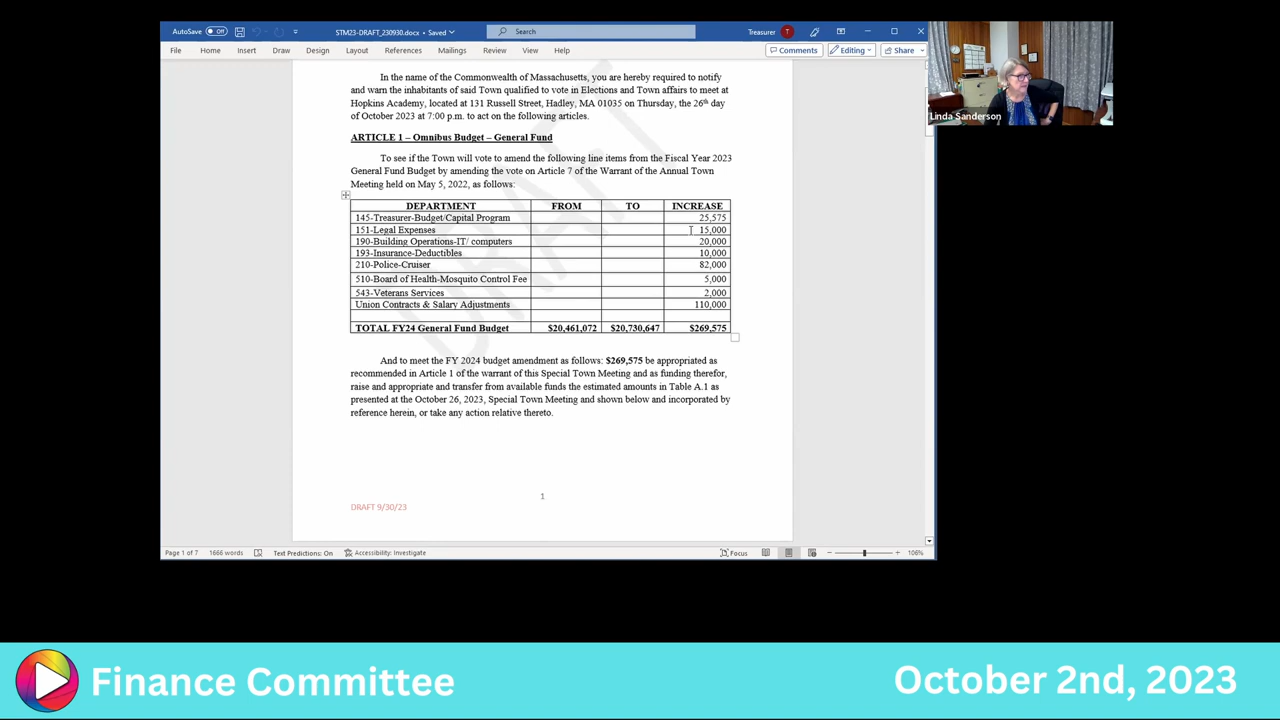 AutoSave Off STM23-DRAFT_230930.docx • Saved Search Treasurer T
File Home Insert Draw Design Layout References Mailings Review View Help Comments Editing Share
Linda Sanderson
In the name of the Commonwealth of Massachusetts, you are hereby required to notify
and warn the inhabitants of said Town qualified to vote in Elections and Town affairs to meet at
Hopkins Academy, located at 131 Russell Street, Hadley, MA 01035 on Thursday, the 26th day
of October 2023 at 7:00 p.m. to act on the following articles.
ARTICLE 1 – Omnibus Budget – General Fund
To see if the Town will vote to amend the following line items from the Fiscal Year 2023
General Fund Budget by amending the vote on Article 7 of the Warrant of the Annual Town
Meeting held on May 5, 2022, as follows:
DEPARTMENT FROM TO INCREASE
145-Treasurer-Budget/Capital Program 25,575
151-Legal Expenses 15,000
190-Building Operations-IT/ computers 20,000
193-Insurance-Deductibles 10,000
210-Police-Cruiser 82,000
510-Board of Health-Mosquito Control Fee 5,000
543-Veterans Services 2,000
Union Contracts & Salary Adjustments 110,000
TOTAL FY24 General Fund Budget $20,461,072 $20,730,647 $269,575
And to meet the FY 2024 budget amendment as follows: $269,575 be appropriated as
recommended in Article 1 of the warrant of this Special Town Meeting and as funding therefor,
raise and appropriate and transfer from available funds the estimated amounts in Table A.1 as
presented at the October 26, 2023, Special Town Meeting and shown below and incorporated by
reference herein, or take any action relative thereto.
DRAFT
1
DRAFT 9/30/23
Page 1 of 7 1666 words Text Predictions: On Accessibility: Investigate Focus 106%
Finance Committee October 2nd, 2023